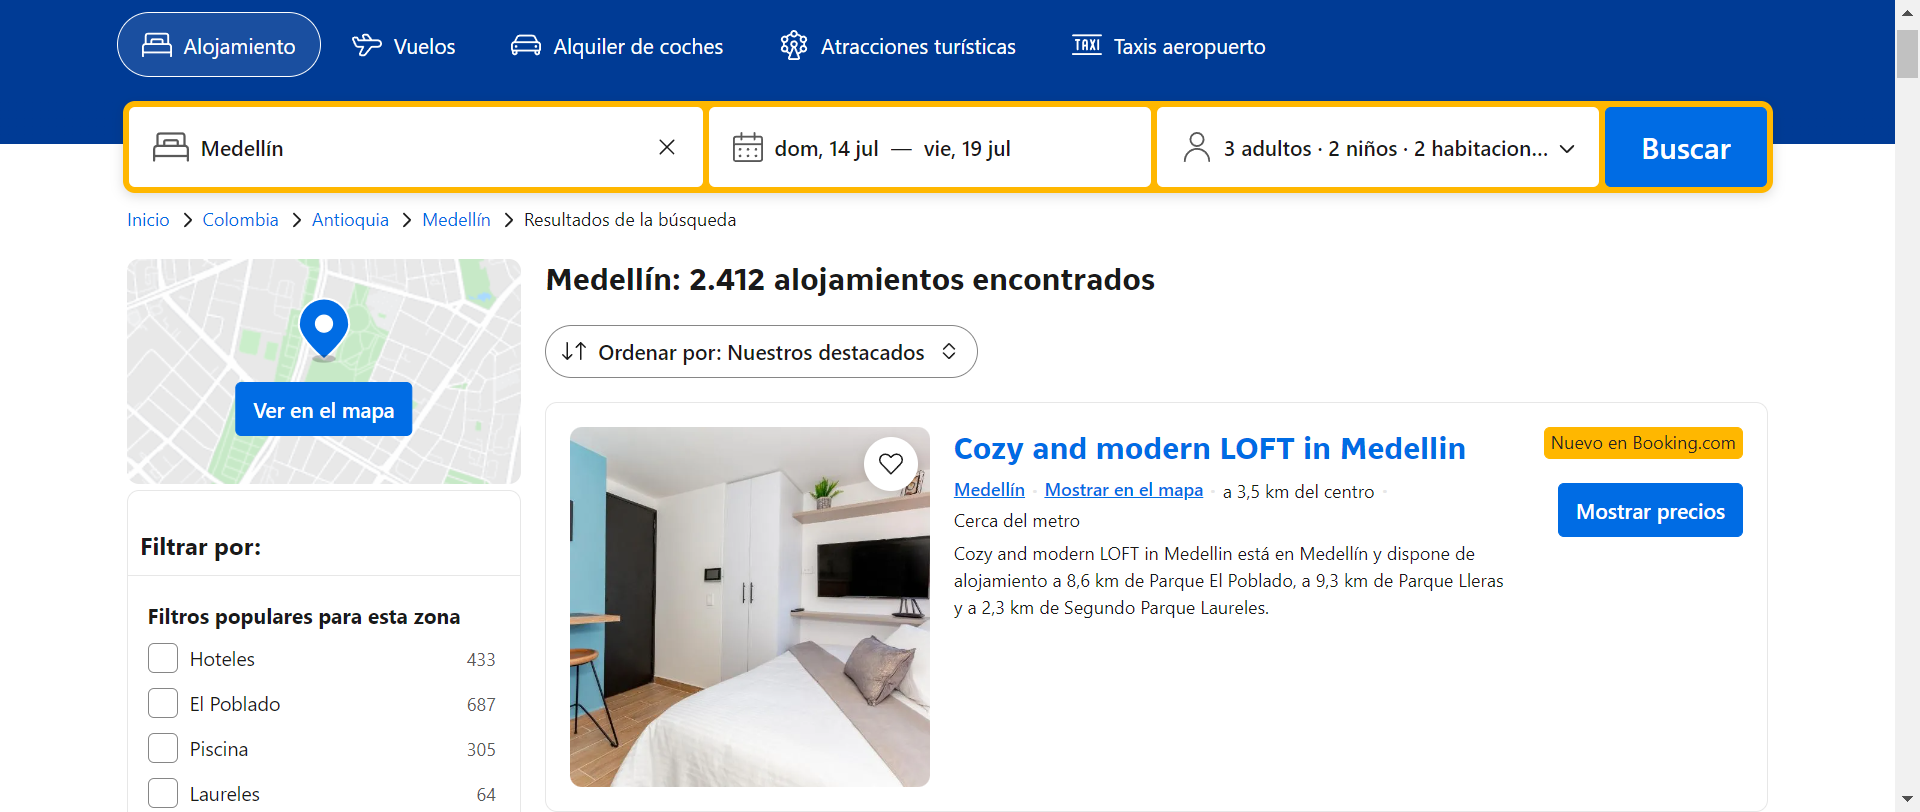 Alojamiento
Vuelos
Alquiler de coches
Atracciones turísticas
TAXI Taxis aeropuerto
Medellín
dom, 14 jul — vie, 19 jul
3 adultos · 2 niños · 2 habitacion...
Buscar
Inicio > Colombia > Antioquia > Medellín > Resultados de la búsqueda
Ver en el mapa
Filtrar por:
Filtros populares para esta zona
Hoteles 433
El Poblado 687
Piscina 305
Laureles 64
Medellín: 2.412 alojamientos encontrados
Ordenar por: Nuestros destacados
Cozy and modern LOFT in Medellin
Nuevo en Booking.com
Medellín · Mostrar en el mapa · a 3,5 km del centro ·
Cerca del metro
Mostrar precios
Cozy and modern LOFT in Medellin está en Medellín y dispone de
alojamiento a 8,6 km de Parque El Poblado, a 9,3 km de Parque Lleras
y a 2,3 km de Segundo Parque Laureles.